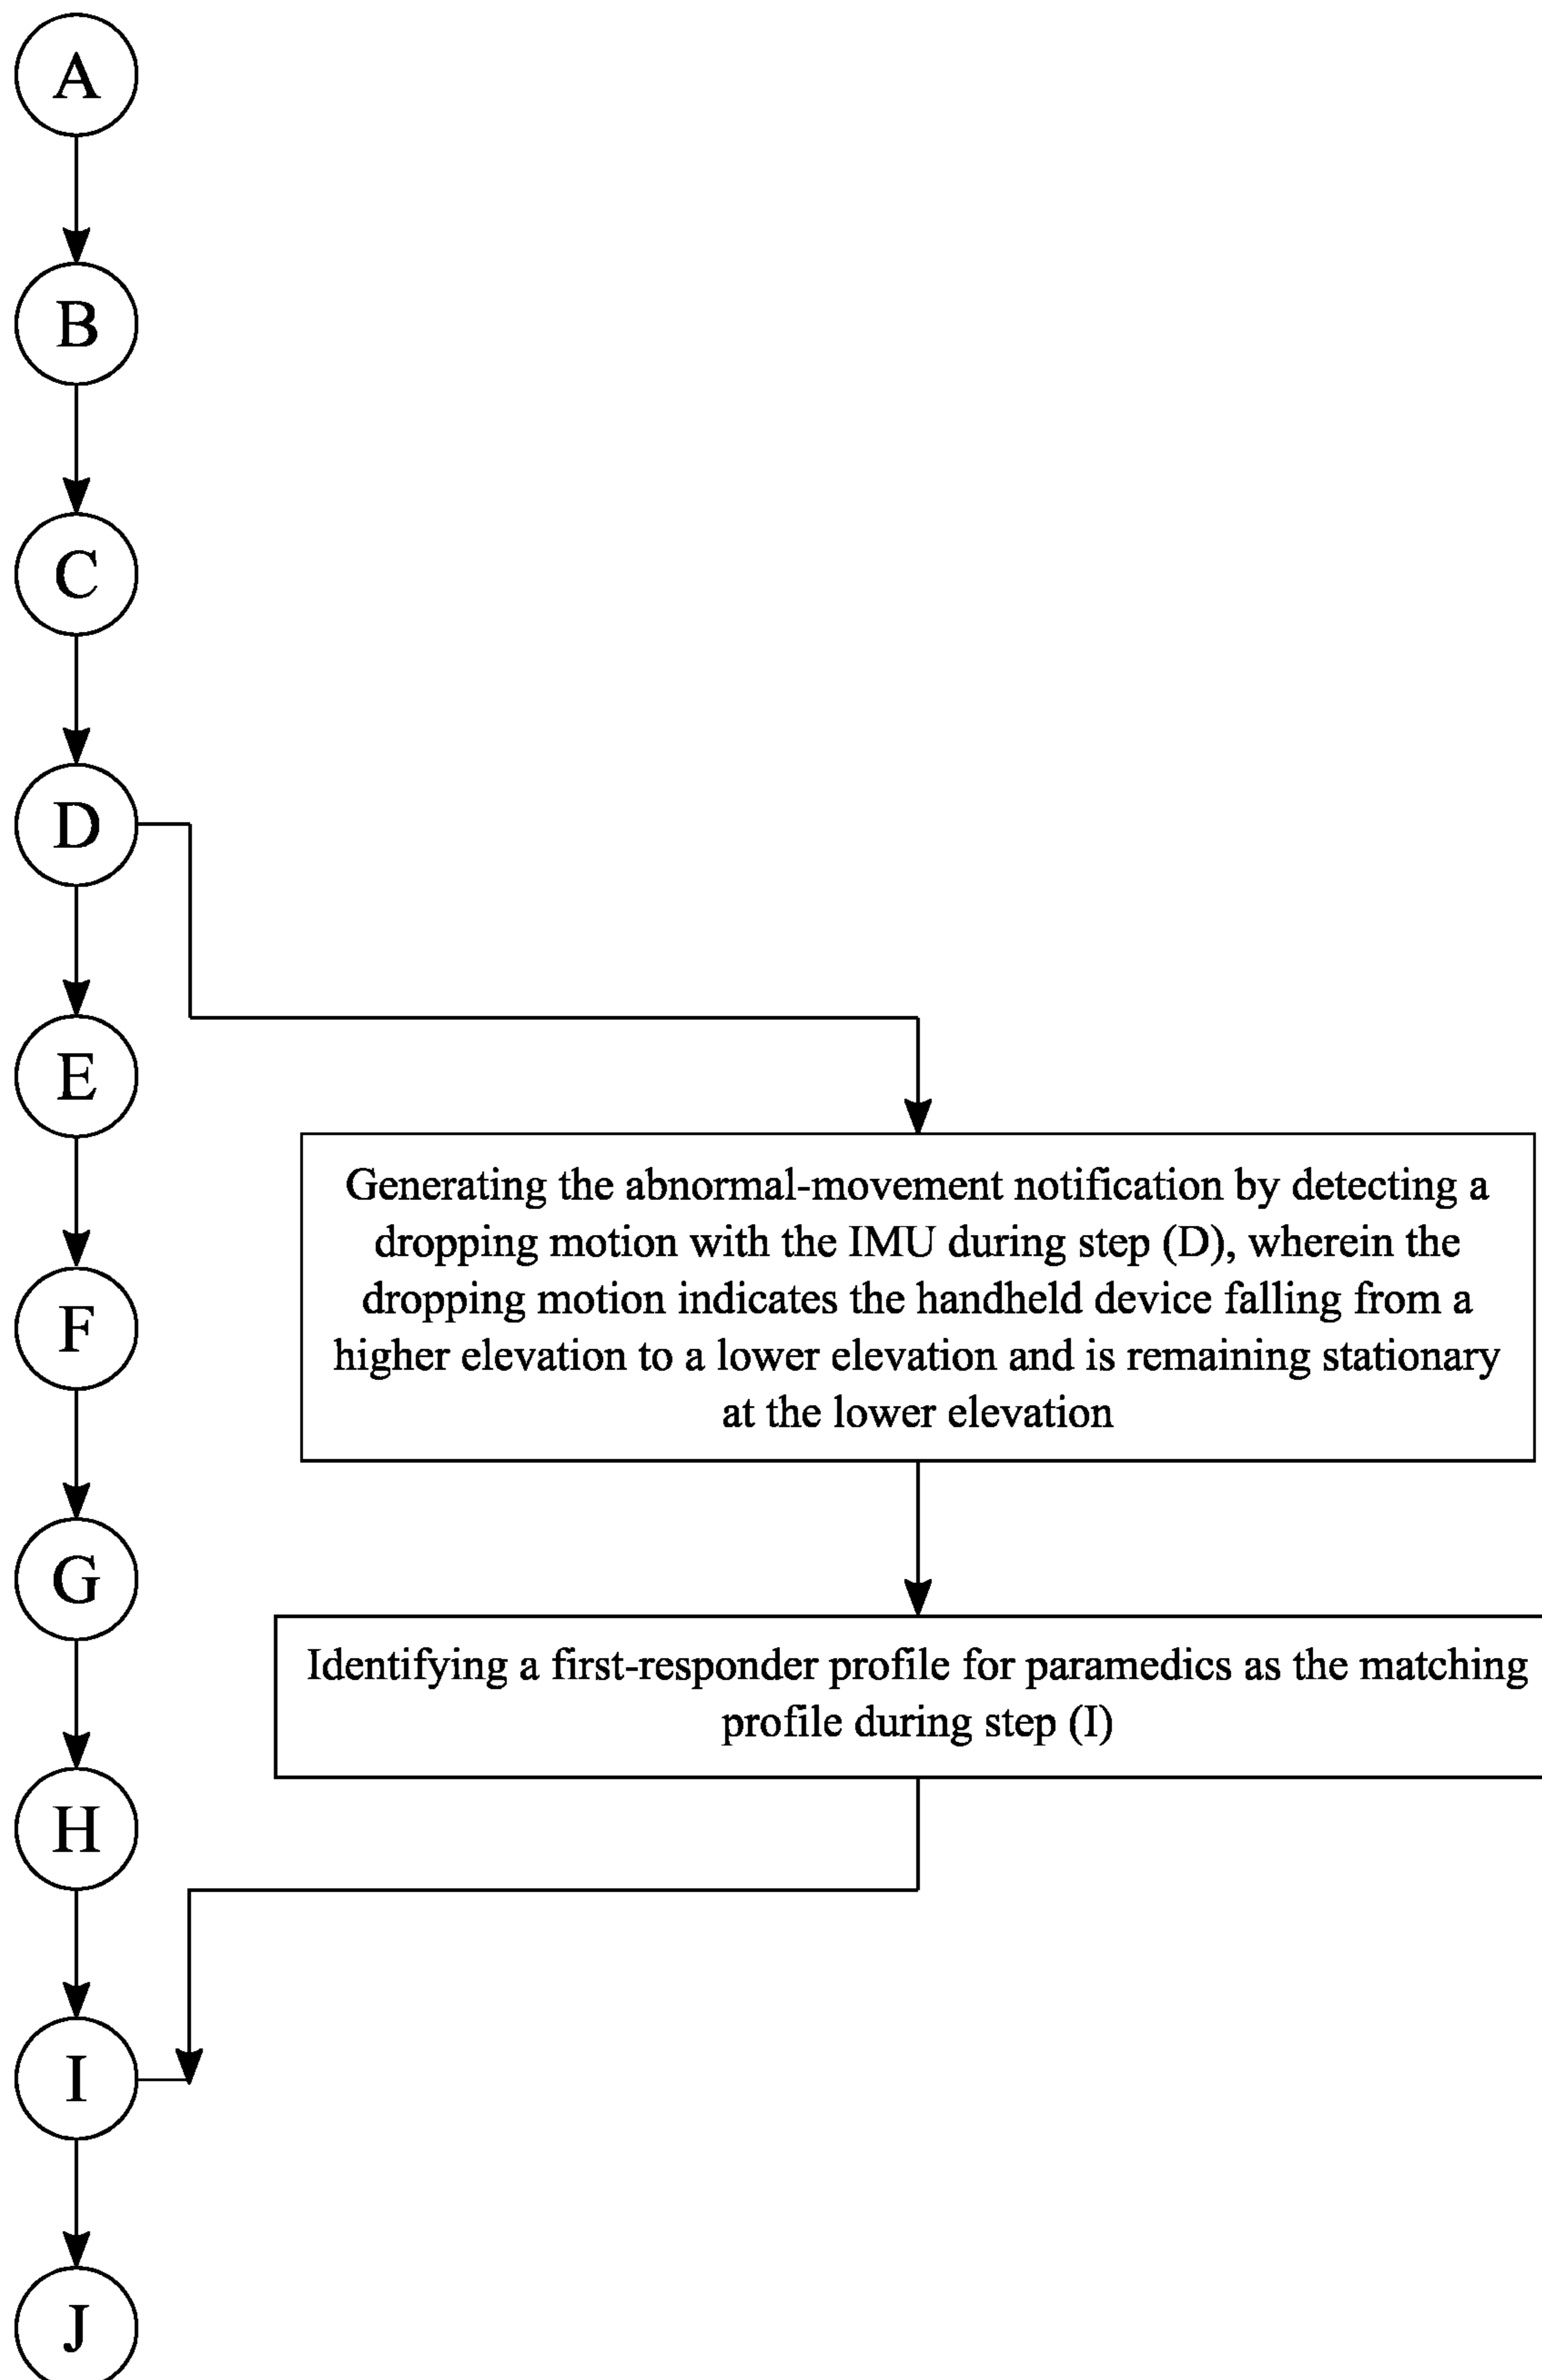 A
B
C
D
E
Generating the abnormal-movement notification by detecting a
dropping motion with the IMU during step (D), wherein the
dropping motion indicates the handheld device falling from a
higher elevation to a lower elevation and is remaining stationary
at the lower elevation
F
G
Identifying a first-responder profile for paramedics as the matching
profile during step (I)
H
I
J